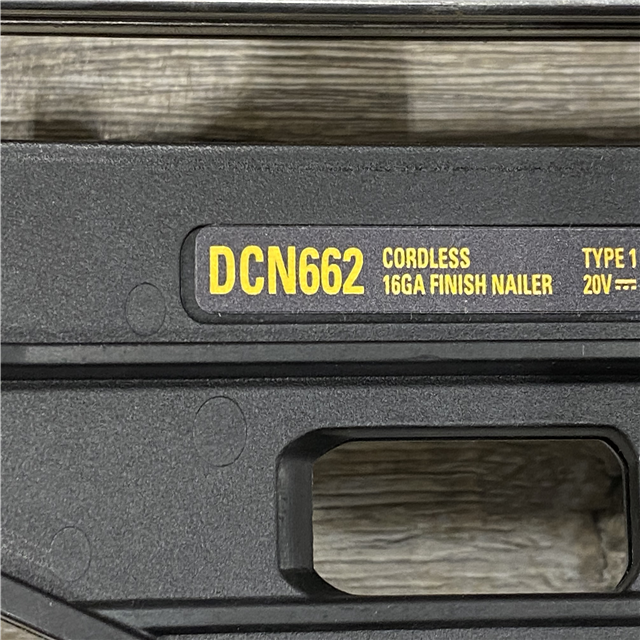 DCN662
CORDLESS
16GA FINISH NAILER
TYPE 1
20V⎓